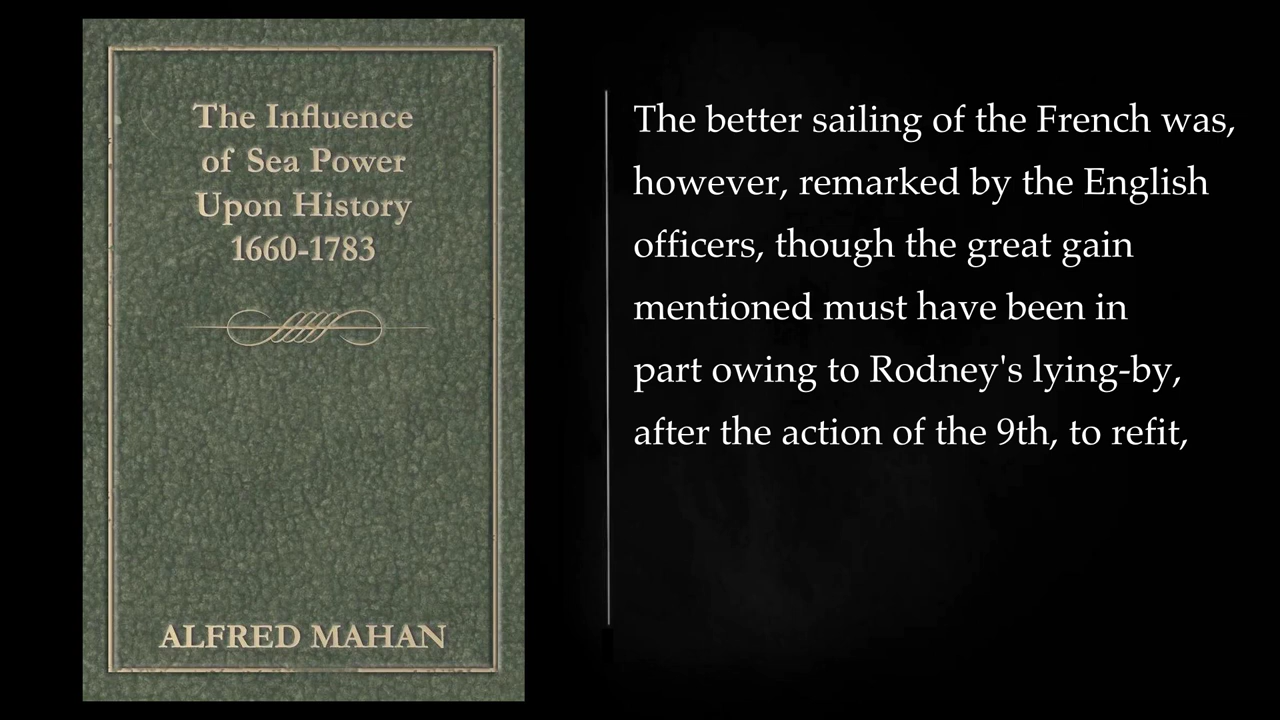 The Influence
of Sea Power
Upon History
1660-1783
ALFRED MAHAN
The better sailing of the French was,
however, remarked by the English
officers, though the great gain
mentioned must have been in
part owing to Rodney's lying-by,
after the action of the 9th, to refit,